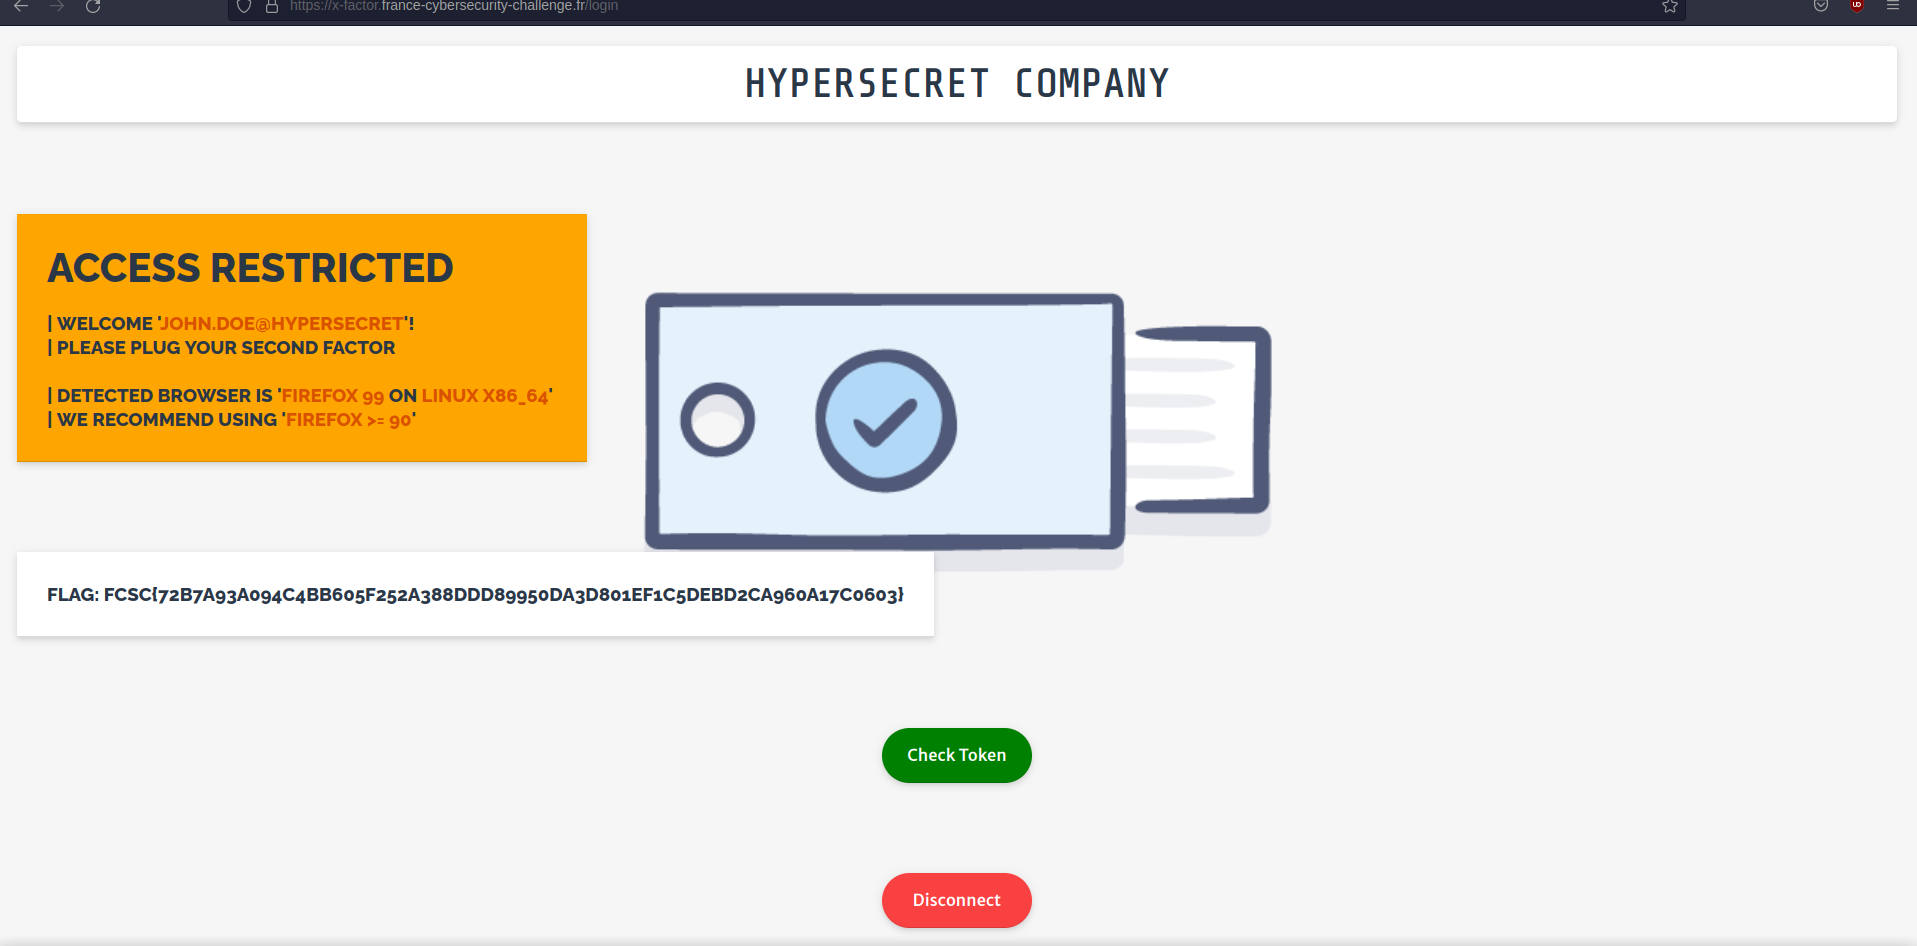 https://x-factor.france-cybersecurity-challenge.fr/login
HYPERSECRET COMPANY
ACCESS RESTRICTED
| WELCOME 'JOHN.DOE@HYPERSECRET'!
| PLEASE PLUG YOUR SECOND FACTOR
| DETECTED BROWSER IS 'FIREFOX 99 ON LINUX X86_64'
| WE RECOMMEND USING 'FIREFOX >= 90'
FLAG: FCSC{72B7A93A094C4BB605F252A388DDD89950DA3D801EF1C5DEBD2CA960A17C0603}
Check Token
Disconnect